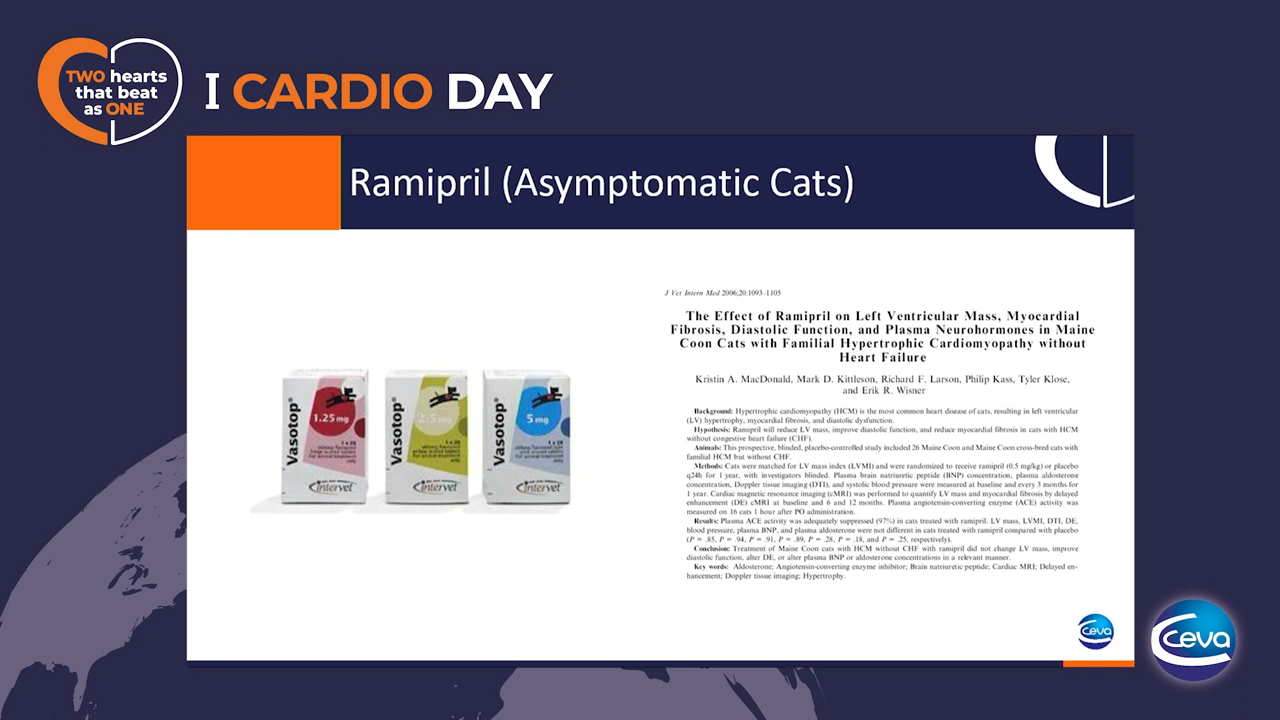 TWO hearts
that beat
as ONE
I CARDIO DAY
Ramipril (Asymptomatic Cats)
Vasotop®
1.25 mg
intervet
Vasotop®
2.5 mg
intervet
Vasotop®
5 mg
intervet
J Vet Intern Med 2006;20:1093–1105
The Effect of Ramipril on Left Ventricular Mass, Myocardial
Fibrosis, Diastolic Function, and Plasma Neurohormones in Maine
Coon Cats with Familial Hypertrophic Cardiomyopathy without
Heart Failure
Kristin A. MacDonald, Mark D. Kittleson, Richard F. Larson, Philip Kass, Tyler Klose,
and Erik R. Wisner
Background: Hypertrophic cardiomyopathy (HCM) is the most common heart disease of cats, resulting in left ventricular
(LV) hypertrophy, myocardial fibrosis, and diastolic dysfunction.
Hypothesis: Ramipril will reduce LV mass, improve diastolic function, and reduce myocardial fibrosis in cats with HCM
without congestive heart failure (CHF).
Animals: This prospective, blinded, placebo-controlled study included 26 Maine Coon and Maine Coon cross-bred cats with
familial HCM but without CHF.
Methods: Cats were matched for LV mass index (LVMI) and were randomized to receive ramipril (0.5 mg/kg) or placebo
q24h for 1 year, with investigators blinded. Plasma brain natriuretic peptide (BNP) concentration, plasma aldosterone
concentration, Doppler tissue imaging (DTI), and systolic blood pressure were measured at baseline and every 3 months for
1 year. Cardiac magnetic resonance imaging (cMRI) was performed to quantify LV mass and myocardial fibrosis by delayed
enhancement (DE) cMRI at baseline and 6 and 12 months. Plasma angiotensin-converting enzyme (ACE) activity was
measured on 16 cats 1 hour after PO administration.
Results: Plasma ACE activity was adequately suppressed (97%) in cats treated with ramipril. LV mass, LVMI, DTI, DE,
blood pressure, plasma BNP, and plasma aldosterone were not different in cats treated with ramipril compared with placebo
(P = .85, P = .94, P = .91, P = .89, P = .28, P = .18, and P = .25, respectively).
Conclusion: Treatment of Maine Coon cats with HCM without CHF with ramipril did not change LV mass, improve
diastolic function, alter DE, or alter plasma BNP or aldosterone concentrations in a relevant manner.
Key words: Aldosterone; Angiotensin-converting enzyme inhibitor; Brain natriuretic peptide; Cardiac MRI; Delayed en-
hancement; Doppler tissue imaging; Hypertrophy.
Ceva
Ceva